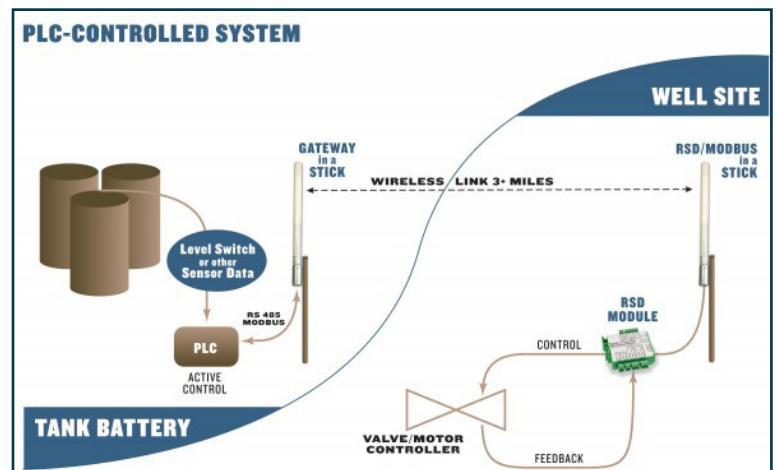 PLC-CONTROLLED SYSTEM
WELL SITE
GATEWAY
in a
STICK
RSD/MODBUS
in a
STICK
WIRELESS LINK 3+ MILES
Level Switch
or other
Sensor Data
RS 485
MODBUS
PLC
ACTIVE
CONTROL
RSD
MODULE
CONTROL
VALVE/MOTOR
CONTROLLER
FEEDBACK
TANK BATTERY